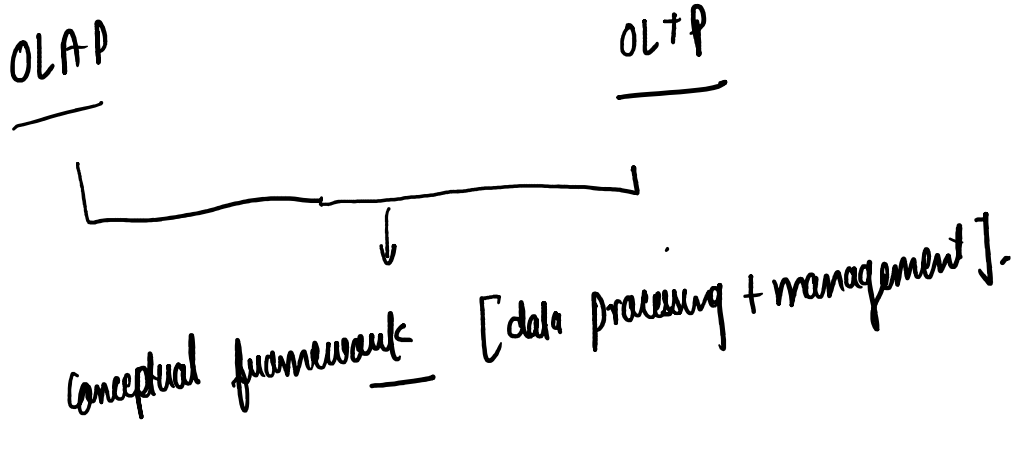 OLAP OLTP
conceptual framework [data processing + management].